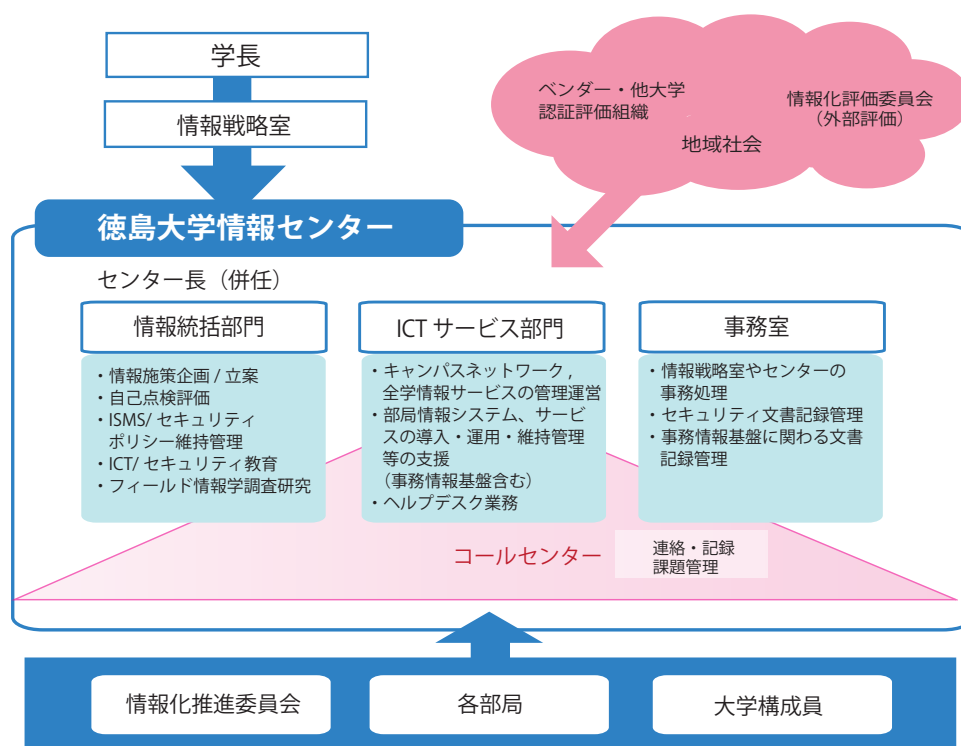 学長
情報戦略室
ベンダー・他大学
認証評価組織
情報化評価委員会
（外部評価）
地域社会
徳島大学情報センター
センター長（併任）
情報統括部門
・情報施策企画 / 立案
・自己点検評価
・ISMS/ セキュリティ
ポリシー維持管理
・ICT/ セキュリティ教育
・フィールド情報学調査研究
ICT サービス部門
・キャンパスネットワーク ,
全学情報サービスの管理運営
・部局情報システム、サービ
スの導入・運用・維持管理
等の支援
（事務情報基盤含む）
・ヘルプデスク業務
事務室
・情報戦略室やセンターの
事務処理
・セキュリティ文書記録管理
・事務情報基盤に関わる文書
記録管理
コールセンター
連絡・記録
課題管理
情報化推進委員会
各部局
大学構成員